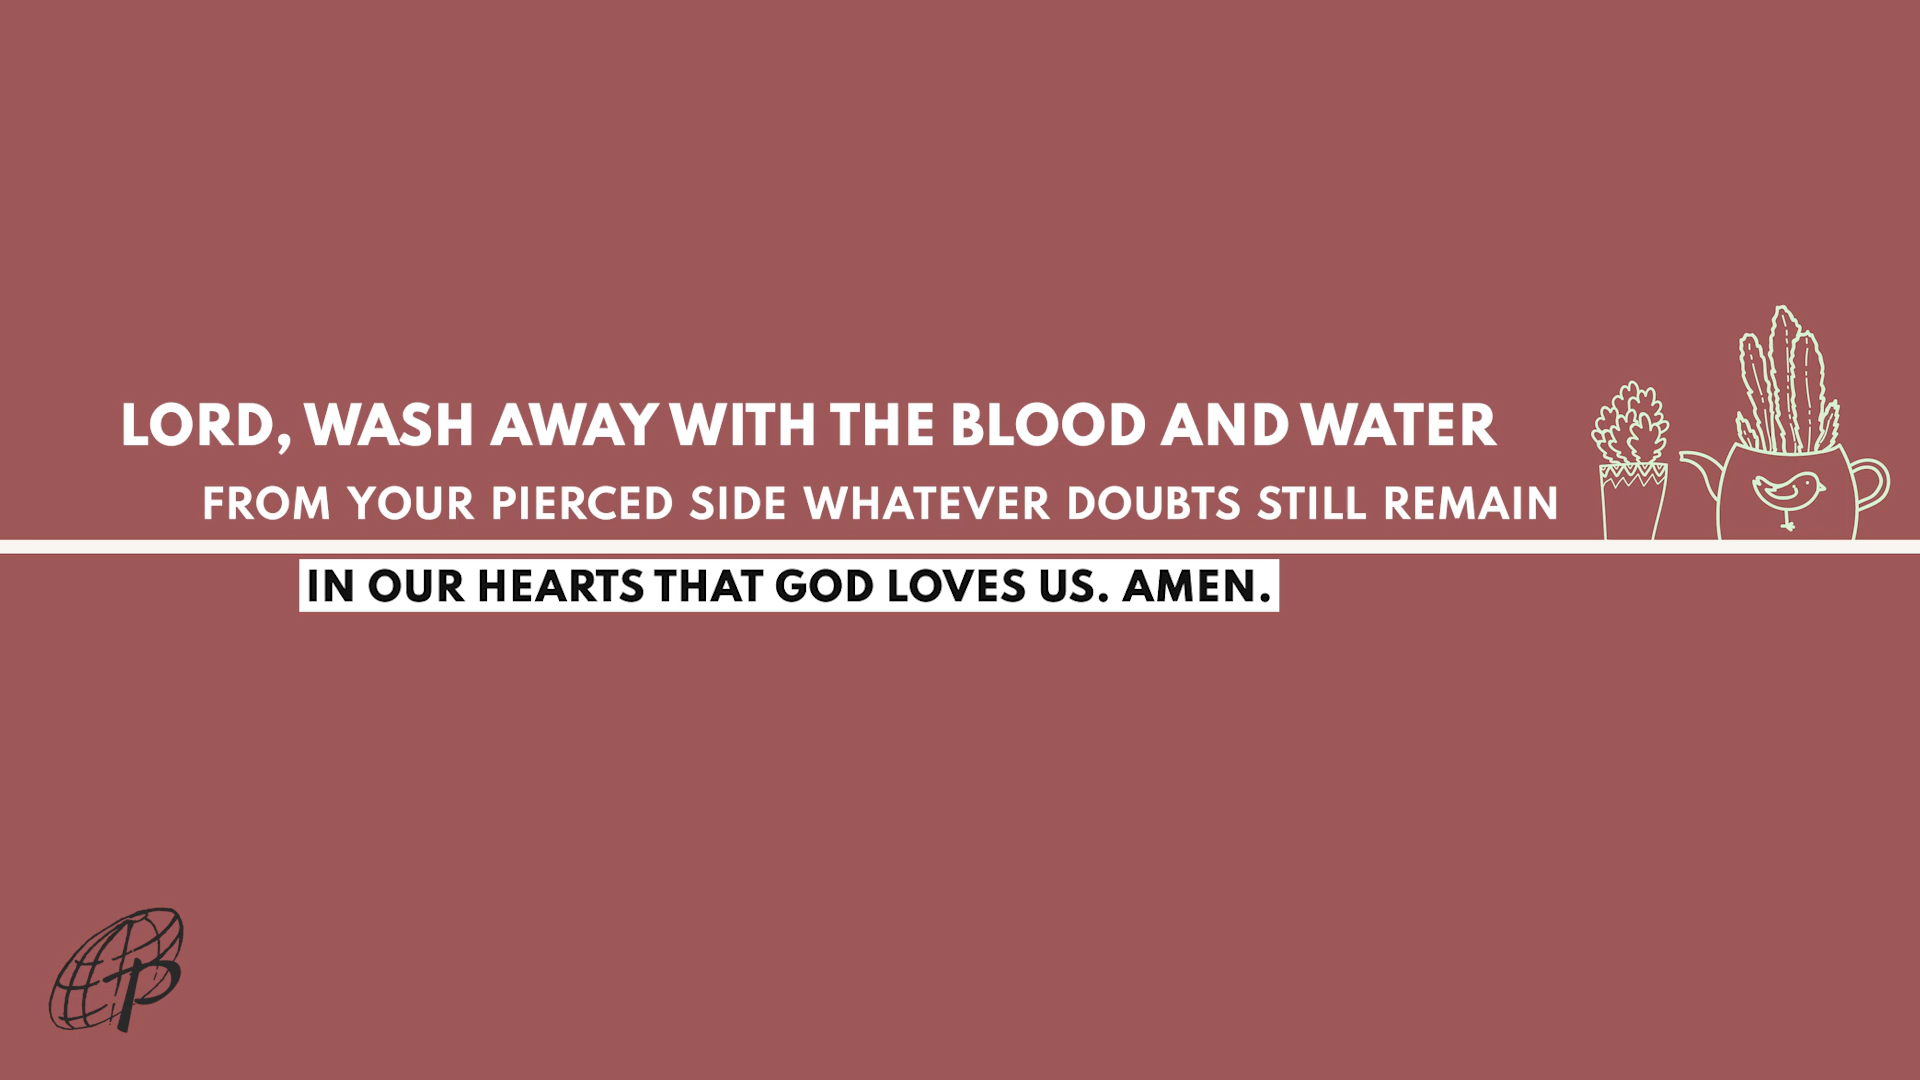 LORD, WASH AWAY WITH THE BLOOD AND WATER
FROM YOUR PIERCED SIDE WHATEVER DOUBTS STILL REMAIN
IN OUR HEARTS THAT GOD LOVES US. AMEN.